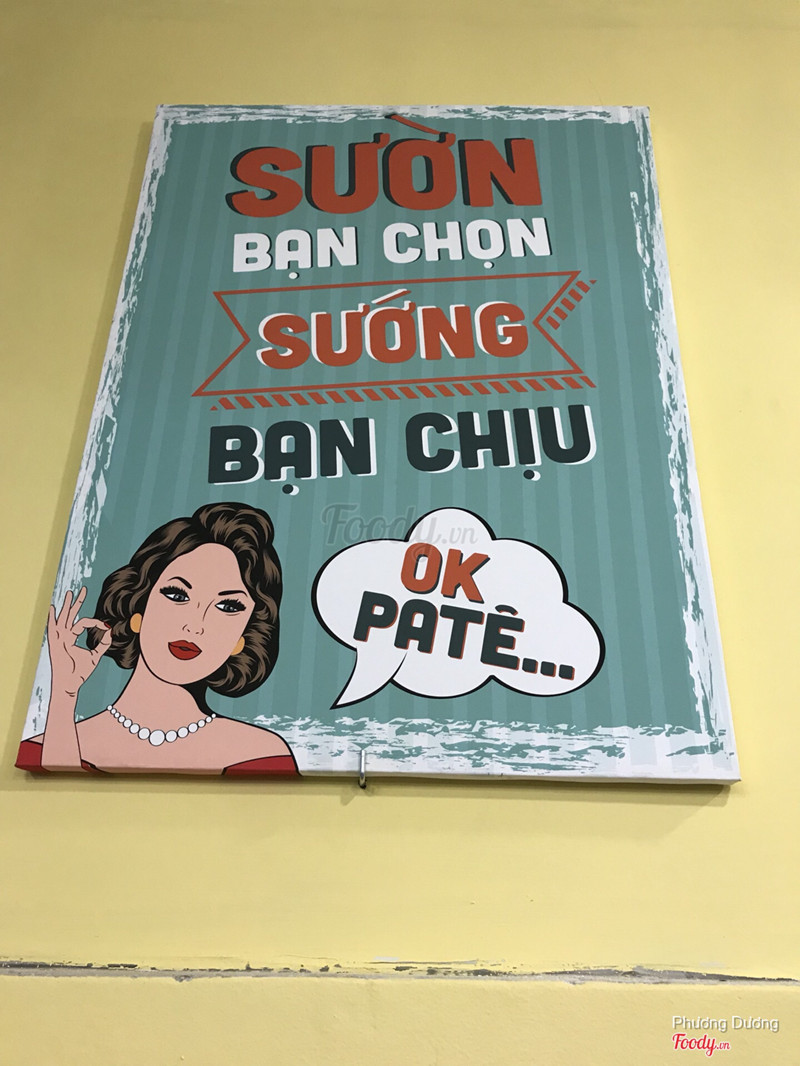 SƯỜN
BẠN CHỌN
SƯỚNG
BẠN CHỊU
Foody.vn
OK
PATÊ...
Phương Dương
Foody.vn